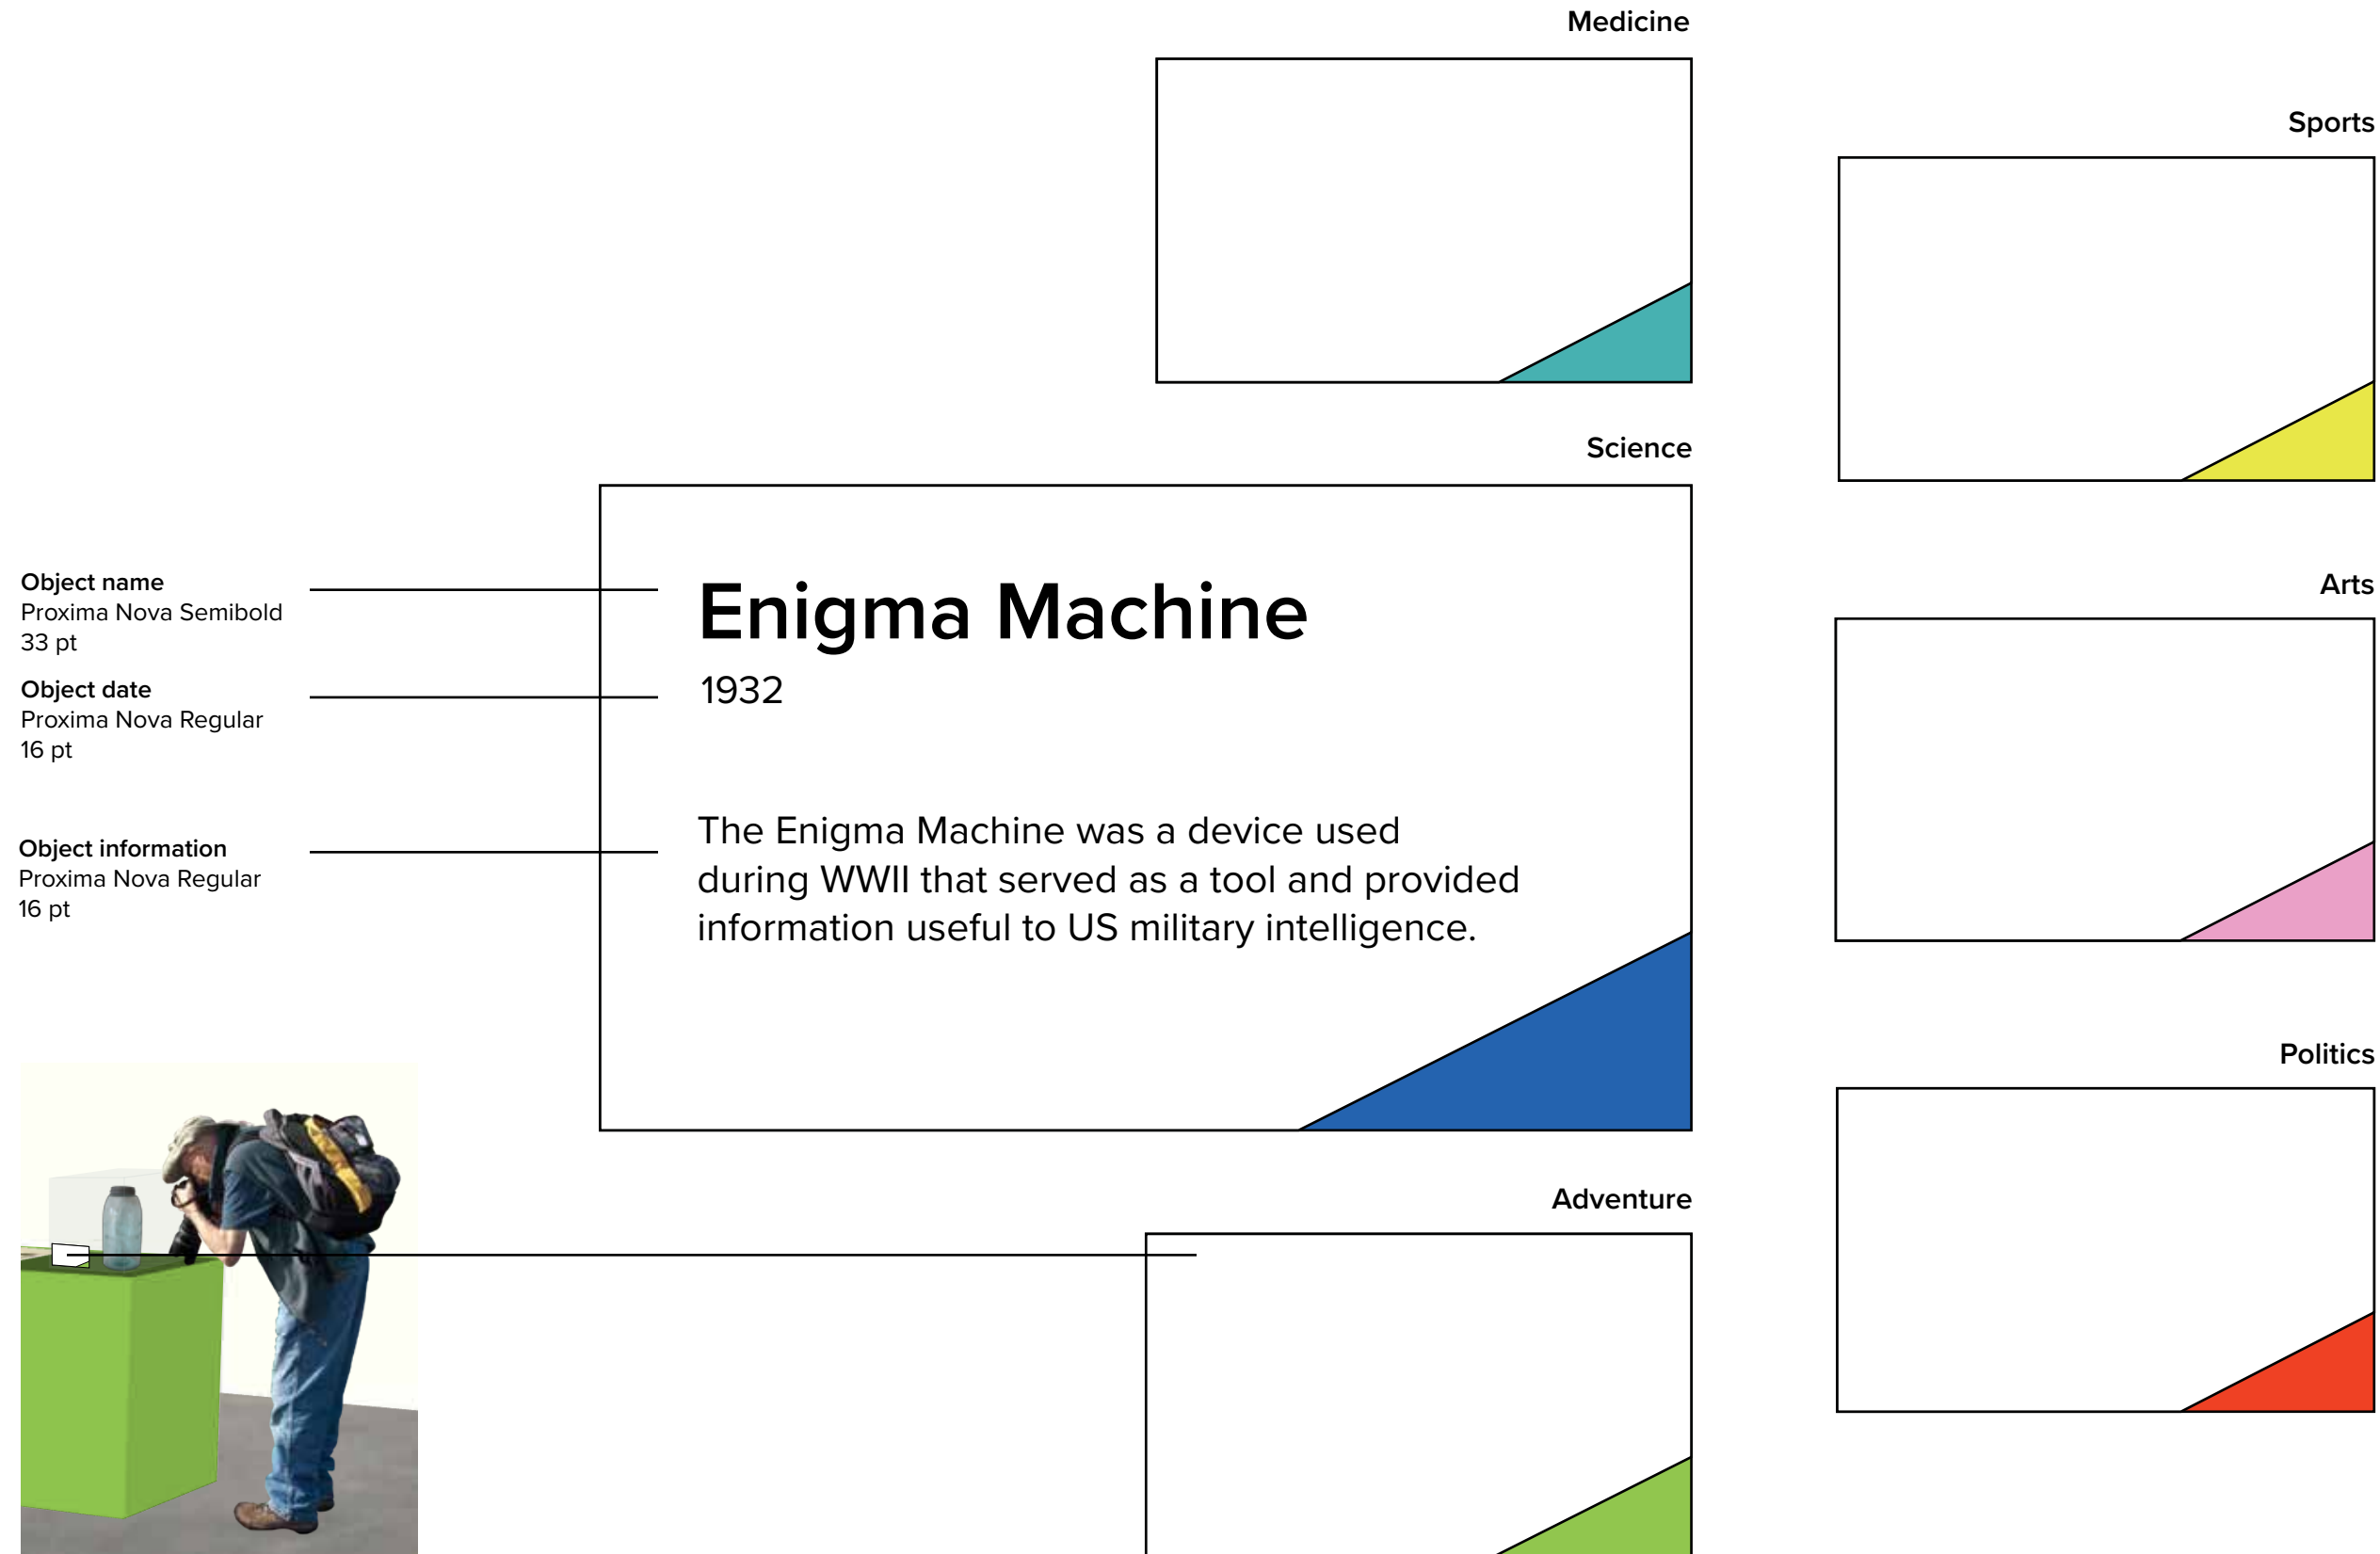 Medicine
Sports
Science
Object name
Proxima Nova Semibold
33 pt
Object date
Proxima Nova Regular
16 pt
Object information
Proxima Nova Regular
16 pt
Enigma Machine
1932
The Enigma Machine was a device used
during WWII that served as a tool and provided
information useful to US military intelligence.
Arts
Politics
Adventure